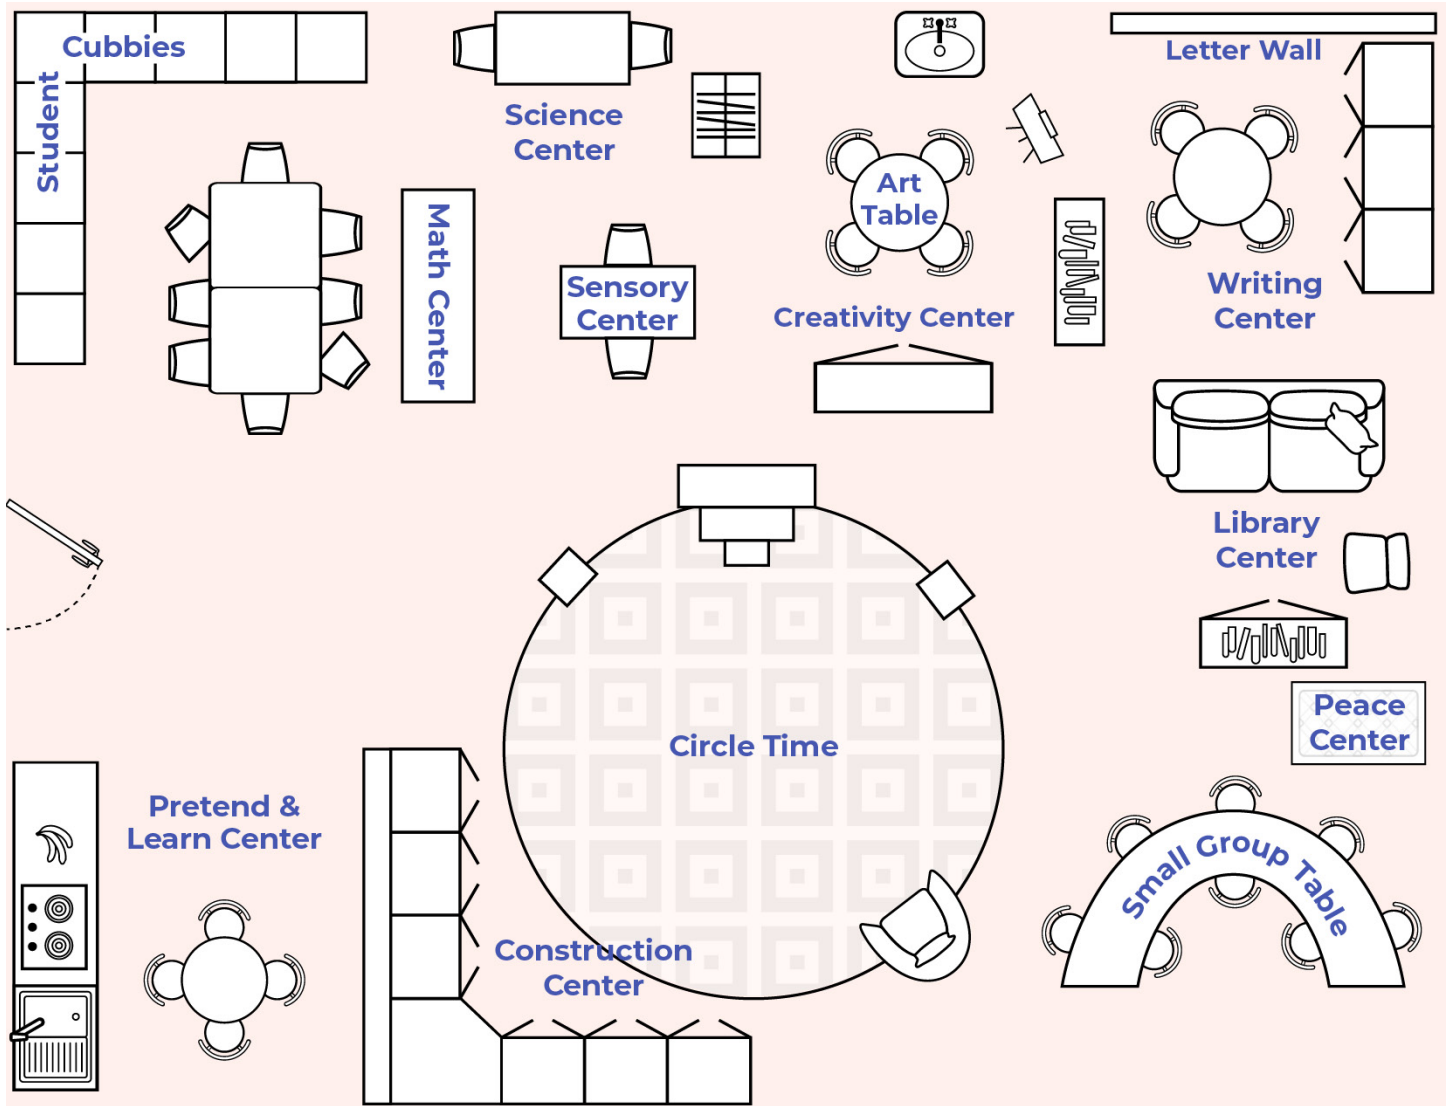 Cubbies
Student
Science
Center
Letter Wall
Art
Table
Math Center
Sensory
Center
Creativity Center
Writing
Center
Library
Center
Peace
Center
Circle Time
Pretend &
Learn Center
Small Group Table
Construction
Center